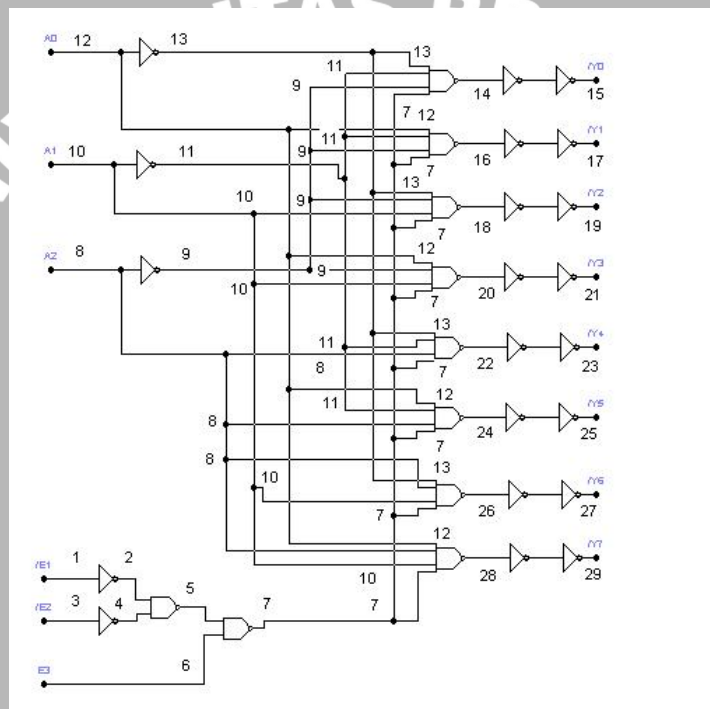 A0 12 13 13
11
9 14 15 /Y0
7 12
11 16 17 /Y1
A1 10 11 9
7
13
10 9 18 19 /Y2
7
A2 8 9 9 12
10 20 21 /Y3
7
13
11 22 23 /Y4
8 7
12
11 24 25 /Y5
8 7
8 13
10 26 27 /Y6
7
12
28 29 /Y7
10
/E1 1 2
5 7 7
/E2 3 4
6
E3